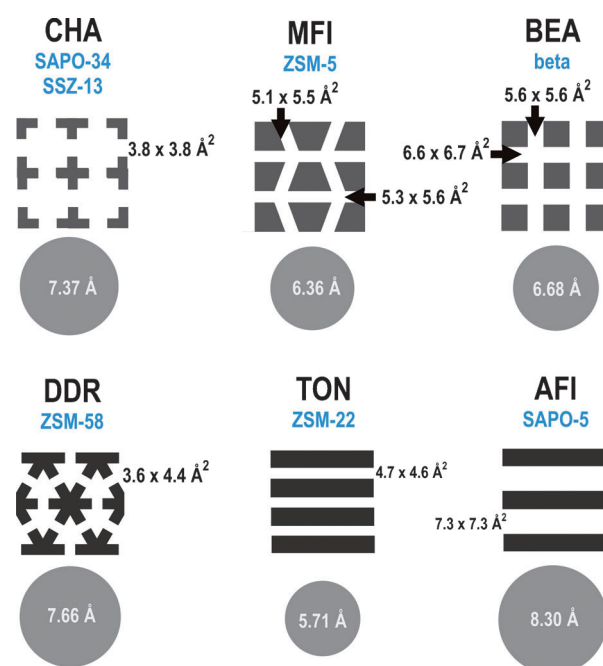 CHA
SAPO-34
SSZ-13
3.8 x 3.8 Å²
7.37 Å
MFI
ZSM-5
5.1 x 5.5 Å²
5.3 x 5.6 Å²
6.36 Å
BEA
beta
5.6 x 5.6 Å²
6.6 x 6.7 Å²
6.68 Å
DDR
ZSM-58
3.6 x 4.4 Å²
7.66 Å
TON
ZSM-22
4.7 x 4.6 Å²
5.71 Å
AFI
SAPO-5
7.3 x 7.3 Å²
8.30 Å